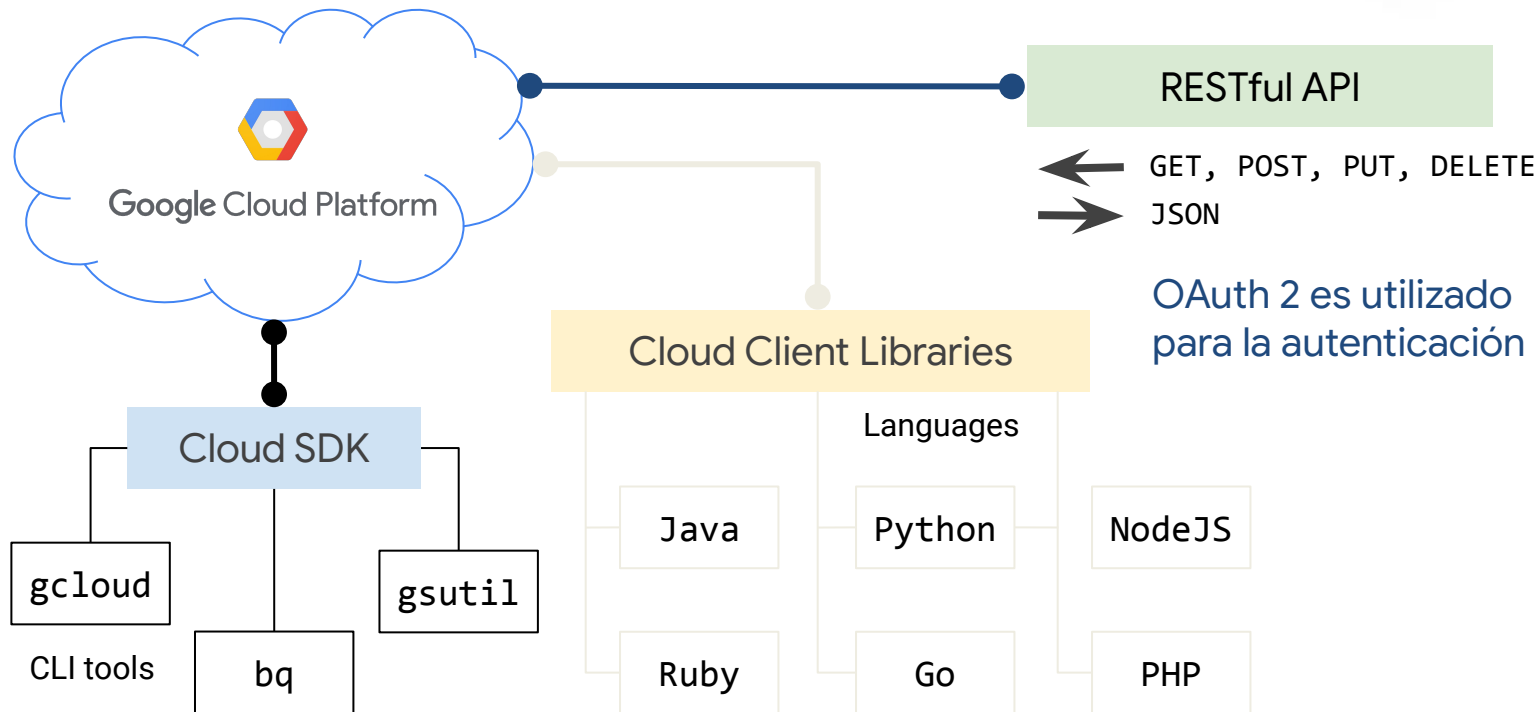 RESTful API
GET, POST, PUT, DELETE
JSON
Google Cloud Platform
OAuth 2 es utilizado
para la autenticación
Cloud Client Libraries
Languages
Cloud SDK
Java
Python
NodeJS
gcloud
gsutil
CLI tools
bq
Ruby
Go
PHP